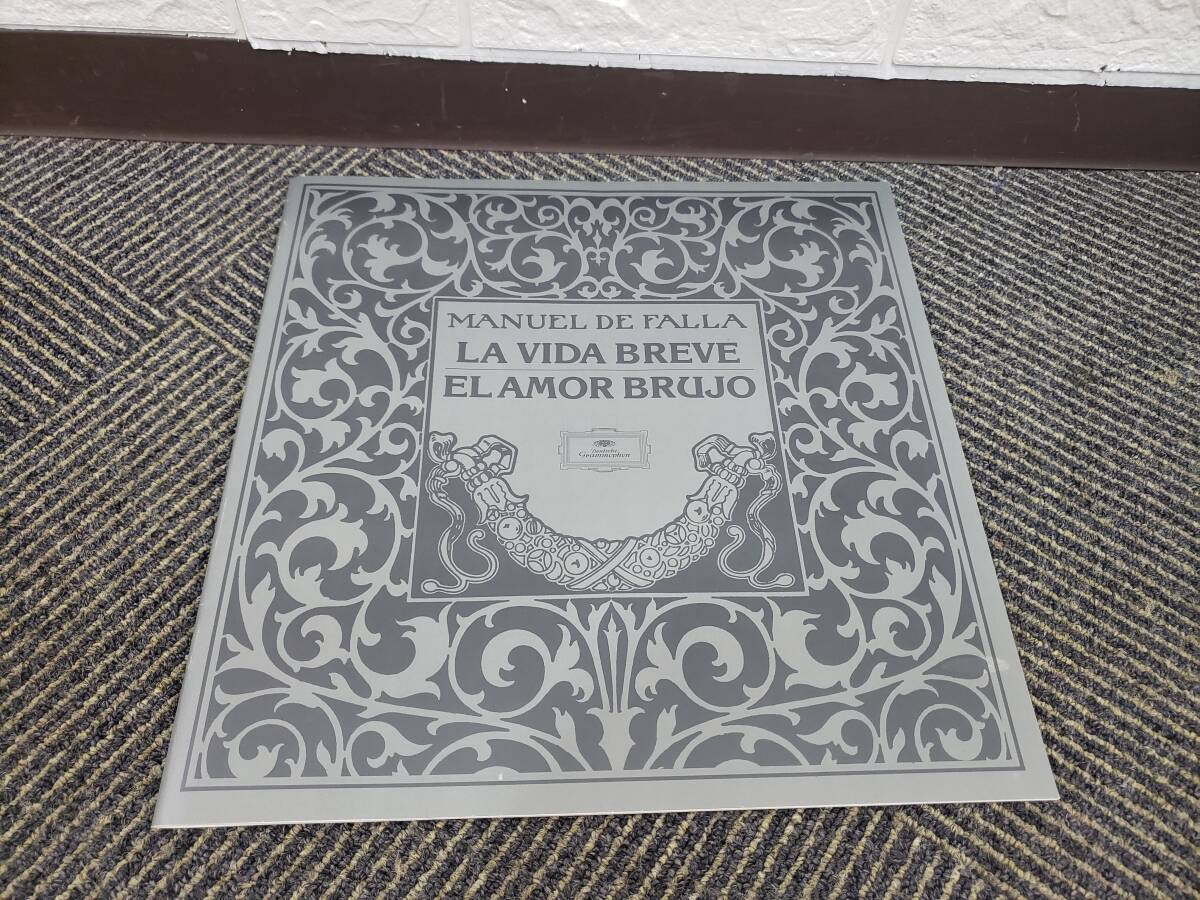 MANUEL DE FALLA
LA VIDA BREVE
EL AMOR BRUJO
Deutsche
Grammophon